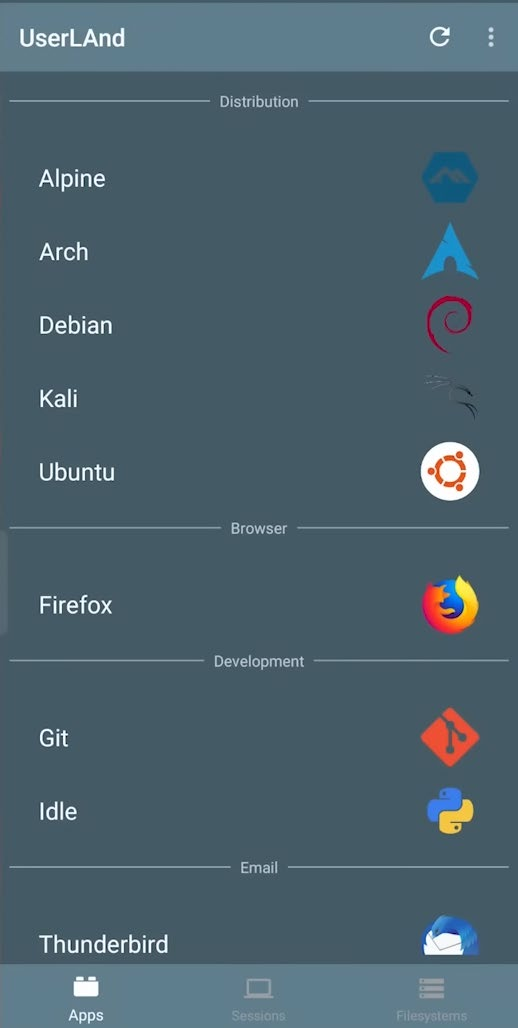 UserLAnd
Distribution
Alpine
Arch
Debian
Kali
Ubuntu
Browser
Firefox
Development
Git
Idle
Email
Thunderbird
Apps
Sessions
Filesystems